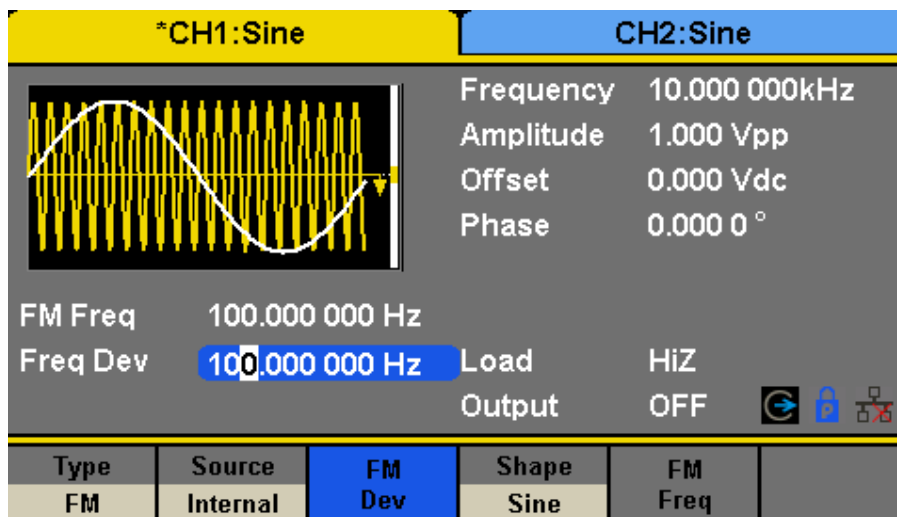 *CH1:Sine
CH2:Sine
Frequency 10.000 000kHz
Amplitude 1.000 Vpp
Offset 0.000 Vdc
Phase 0.000 0 °
FM Freq 100.000 000 Hz
Freq Dev 100.000 000 Hz
Load HiZ
Output OFF
P
Type
FM
Source
Internal
FM
Dev
Shape
Sine
FM
Freq